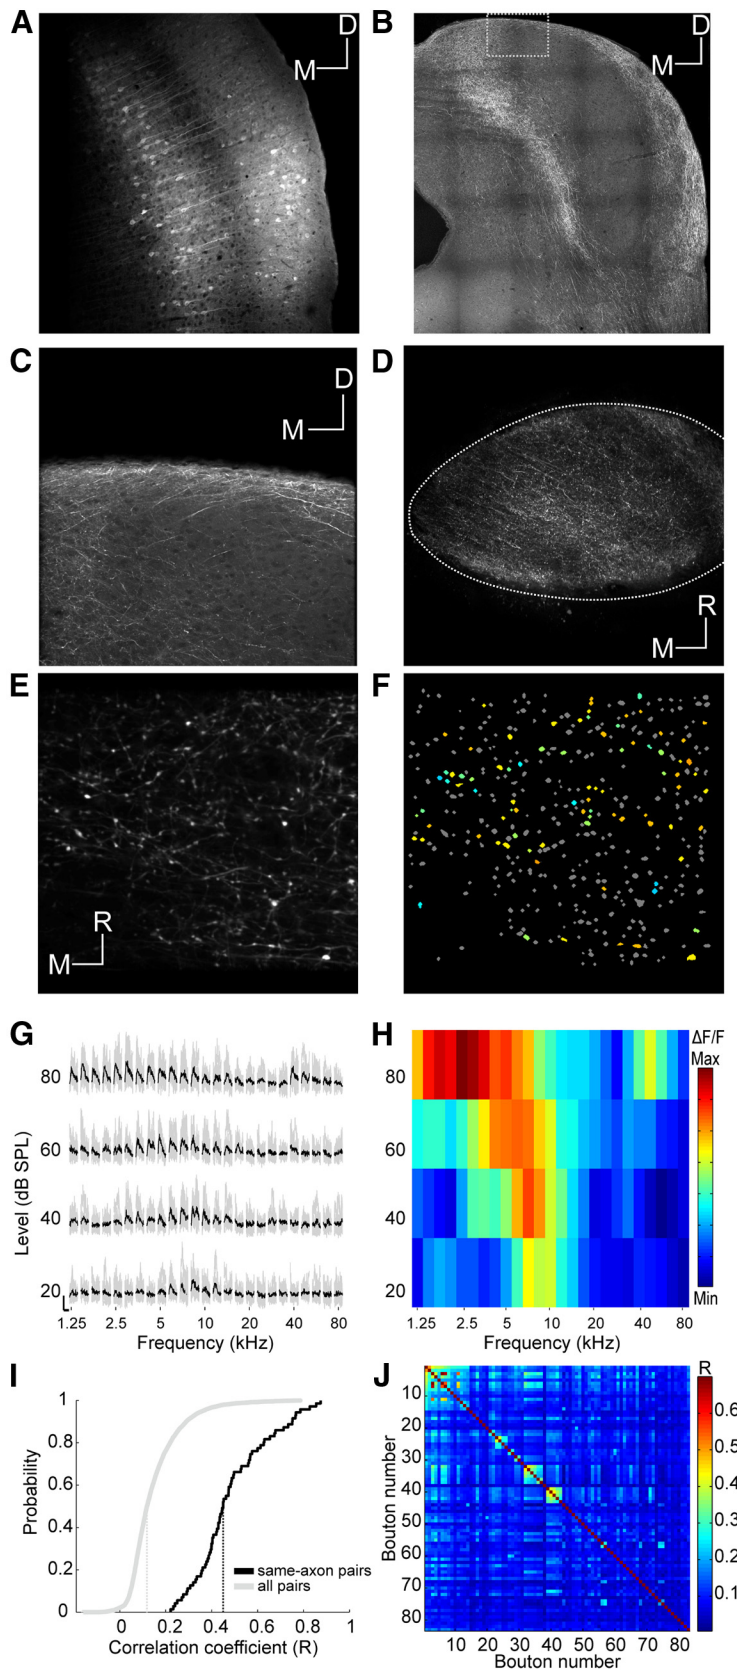 A
D
M
B
D
M
C
D
M
D
R
M
E
R
M
F
G
Level (dB SPL)
80
60
40
20
1.25 2.5 5 10 20 40 80
Frequency (kHz)
H
ΔF/F
Max
Min
80
60
40
20
1.25 2.5 5 10 20 40 80
Frequency (kHz)
I
Probability
1
0.8
0.6
0.4
0.2
0
same-axon pairs
all pairs
0 0.2 0.4 0.6 0.8 1
Correlation coefficient (R)
J
R
Bouton number
10
20
30
40
50
60
70
80
0.6
0.5
0.4
0.3
0.2
0.1
10 20 30 40 50 60 70 80
Bouton number